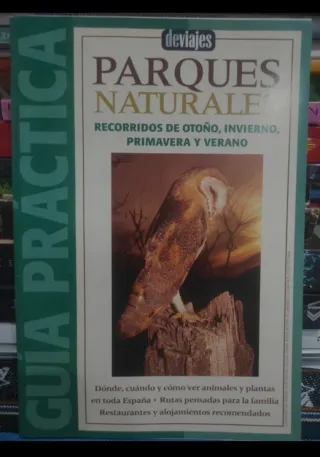 deviajes
GUÍA PRÁCTICA
PARQUES
NATURALES
RECORRIDOS DE OTOÑO, INVIERNO,
PRIMAVERA Y VERANO
Dónde, cuándo y cómo ver animales y plantas
en toda España • Rutas pensadas para la familia
Restaurantes y alojamientos recomendados